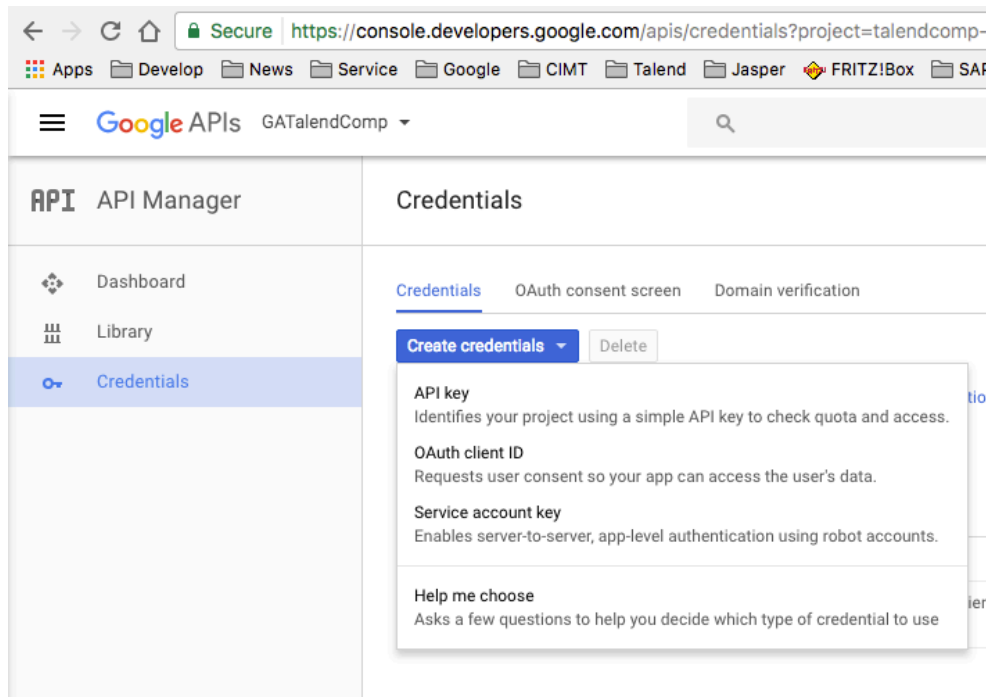 Secure https://console.developers.google.com/apis/credentials?project=talendcomp-
Apps Develop News Service Google CIMT Talend Jasper FRITZ!Box SAP
Google APIs GATalendComp
API API Manager
Credentials
Dashboard
Library
Credentials
Credentials OAuth consent screen Domain verification
Create credentials Delete
API key
Identifies your project using a simple API key to check quota and access.
OAuth client ID
Requests user consent so your app can access the user's data.
Service account key
Enables server-to-server, app-level authentication using robot accounts.
Help me choose
Asks a few questions to help you decide which type of credential to use